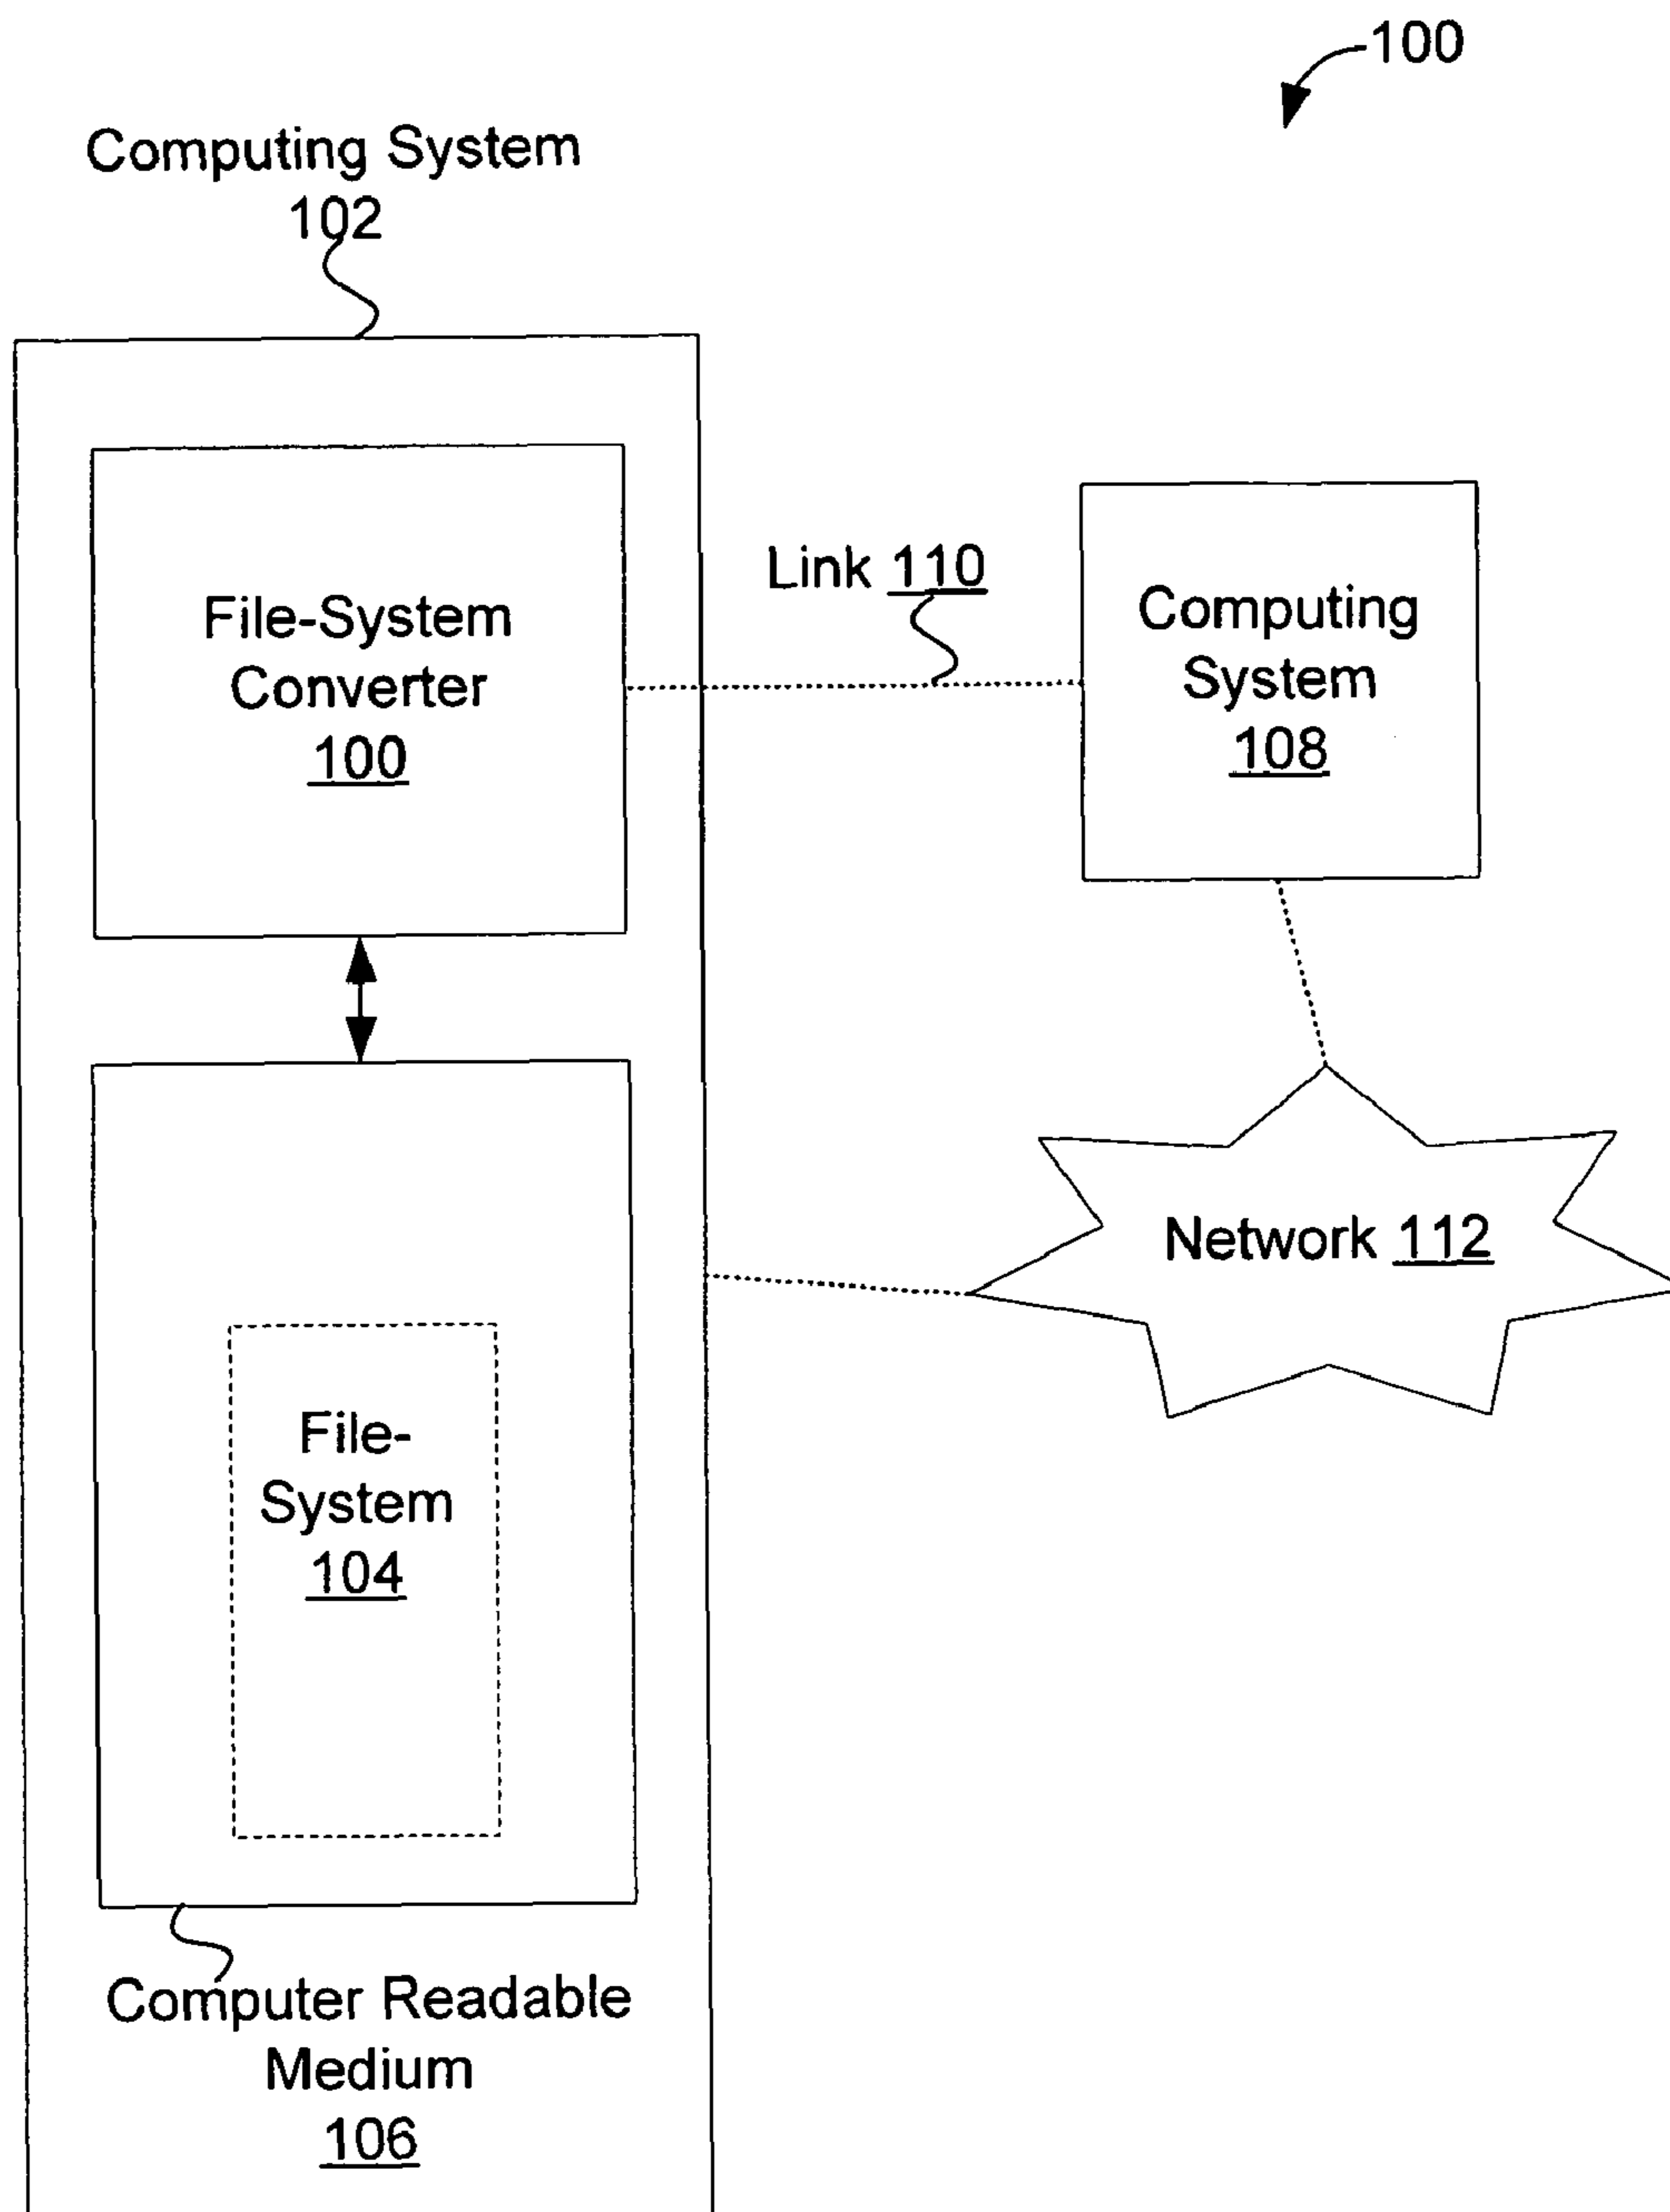 100
Computing System
102
File-System
Converter
100
Link 110
Computing
System
108
Network 112
File-
System
104
Computer Readable
Medium
106